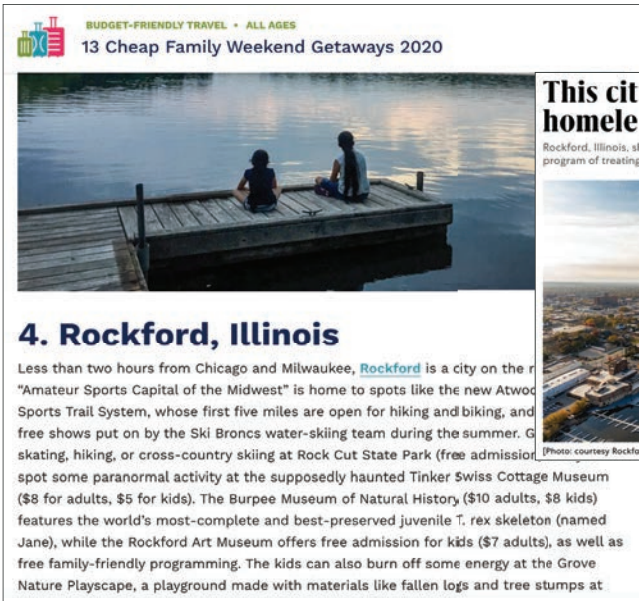 BUDGET-FRIENDLY TRAVEL • ALL AGES
13 Cheap Family Weekend Getaways 2020
This cit
homele
Rockford, Illinois, sl
program of treating
[Photo: courtesy Rockfo
4. Rockford, Illinois
Less than two hours from Chicago and Milwaukee, Rockford is a city on the r
“Amateur Sports Capital of the Midwest” is home to spots like the new Atwoo
Sports Trail System, whose first five miles are open for hiking and biking, and
free shows put on by the Ski Broncs water-skiing team during the summer. G
skating, hiking, or cross-country skiing at Rock Cut State Park (free admission
spot some paranormal activity at the supposedly haunted Tinker Swiss Cottage Museum
($8 for adults, $5 for kids). The Burpee Museum of Natural History ($10 adults, $8 kids)
features the world’s most-complete and best-preserved juvenile T. rex skeleton (named
Jane), while the Rockford Art Museum offers free admission for kids ($7 adults), as well as
free family-friendly programming. The kids can also burn off some energy at the Grove
Nature Playscape, a playground made with materials like fallen logs and tree stumps at